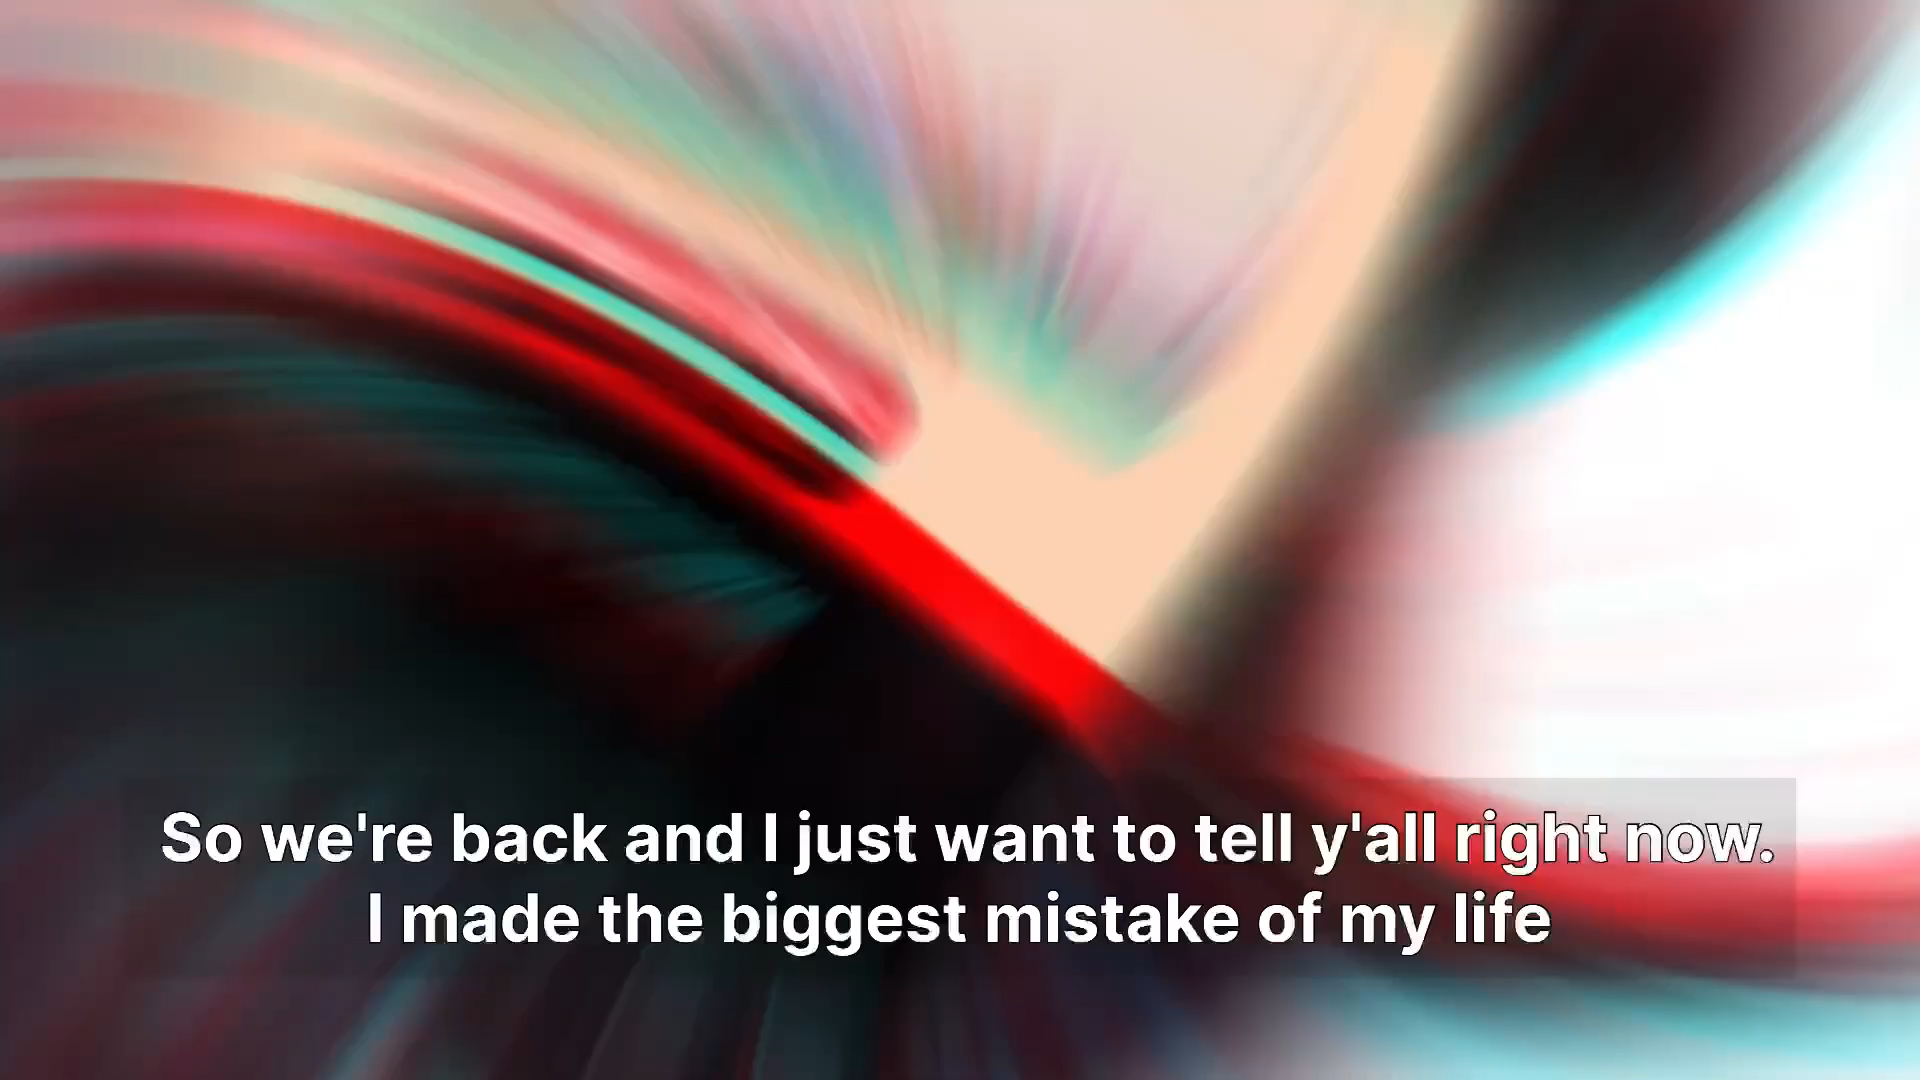 So we're back and I just want to tell y'all right now.
I made the biggest mistake of my life